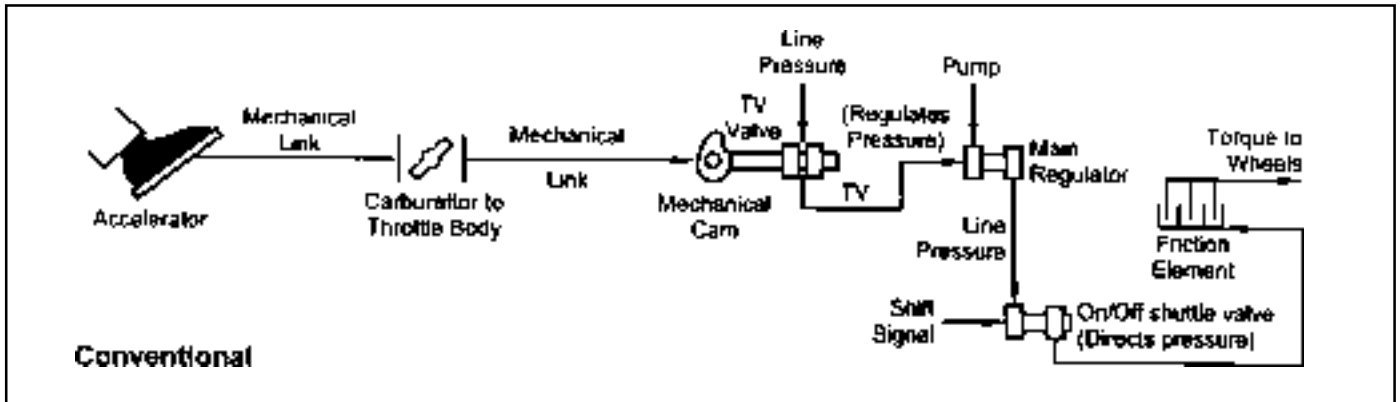 Line
Pressure
Pump
Mechanical
Link
TV
Valve
(Regulates
Pressure)
Mechanical
Link
Torque to
Wheels
Main
Regulator
Accelerator
Carburettor to
Throttle Body
Mechanical
Cam
TV
Line
Pressure
Friction
Element
Shift
Signal
On/Off shuttle valve
(Directs pressure)
Conventional